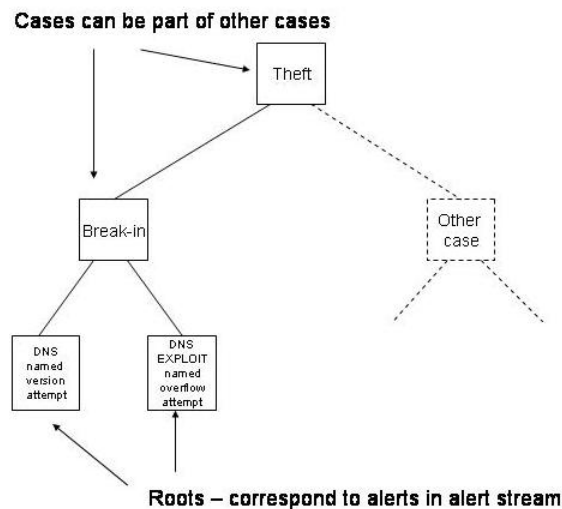 Cases can be part of other cases
Theft
Break-in
Other
case
DNS
named
version
attempt
DNS
EXPLOIT
named
overflow
attempt
Roots – correspond to alerts in alert stream